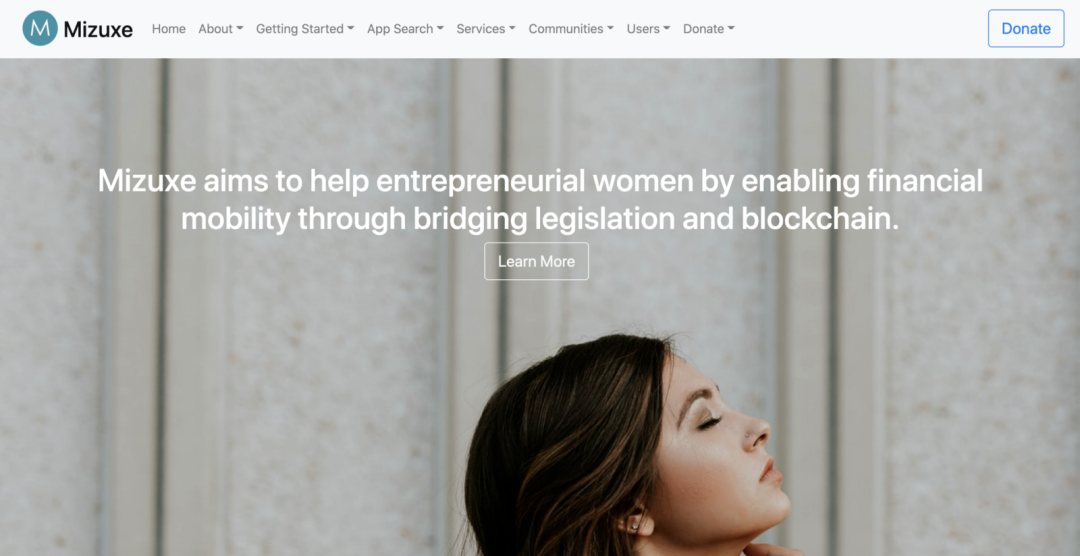 M Mizuxe Home About Getting Started App Search Services Communities Users Donate Donate
Mizuxe aims to help entrepreneurial women by enabling financial
mobility through bridging legislation and blockchain.
Learn More